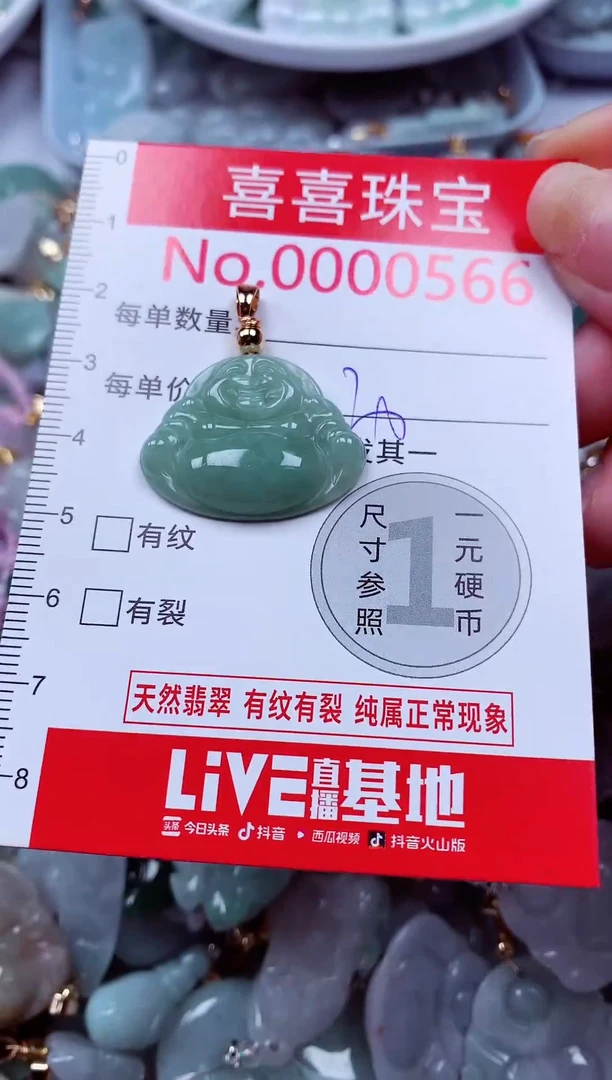 喜喜珠宝
No.0000566
0
1
2
3
4
5
6
7
8
每单数量
每单价
发其一
有纹
有裂
尺寸参照
1
一元硬币
天然翡翠 有纹有裂 纯属正常现象
LiVE直播基地
头条 今日头条 抖音 西瓜视频 抖音火山版